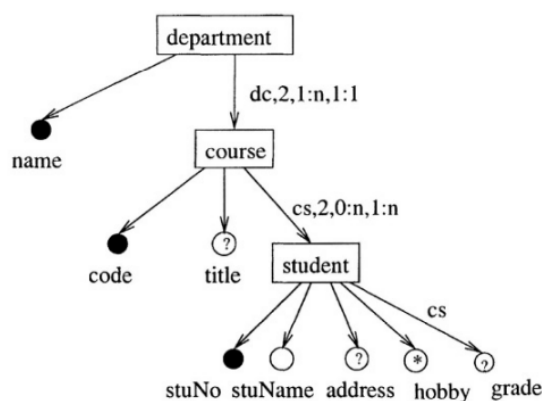 department
dc,2,1:n,1:1
name
course
cs,2,0:n,1:n
code
?
title
student
cs
?
*
?
stuNo stuName address hobby grade